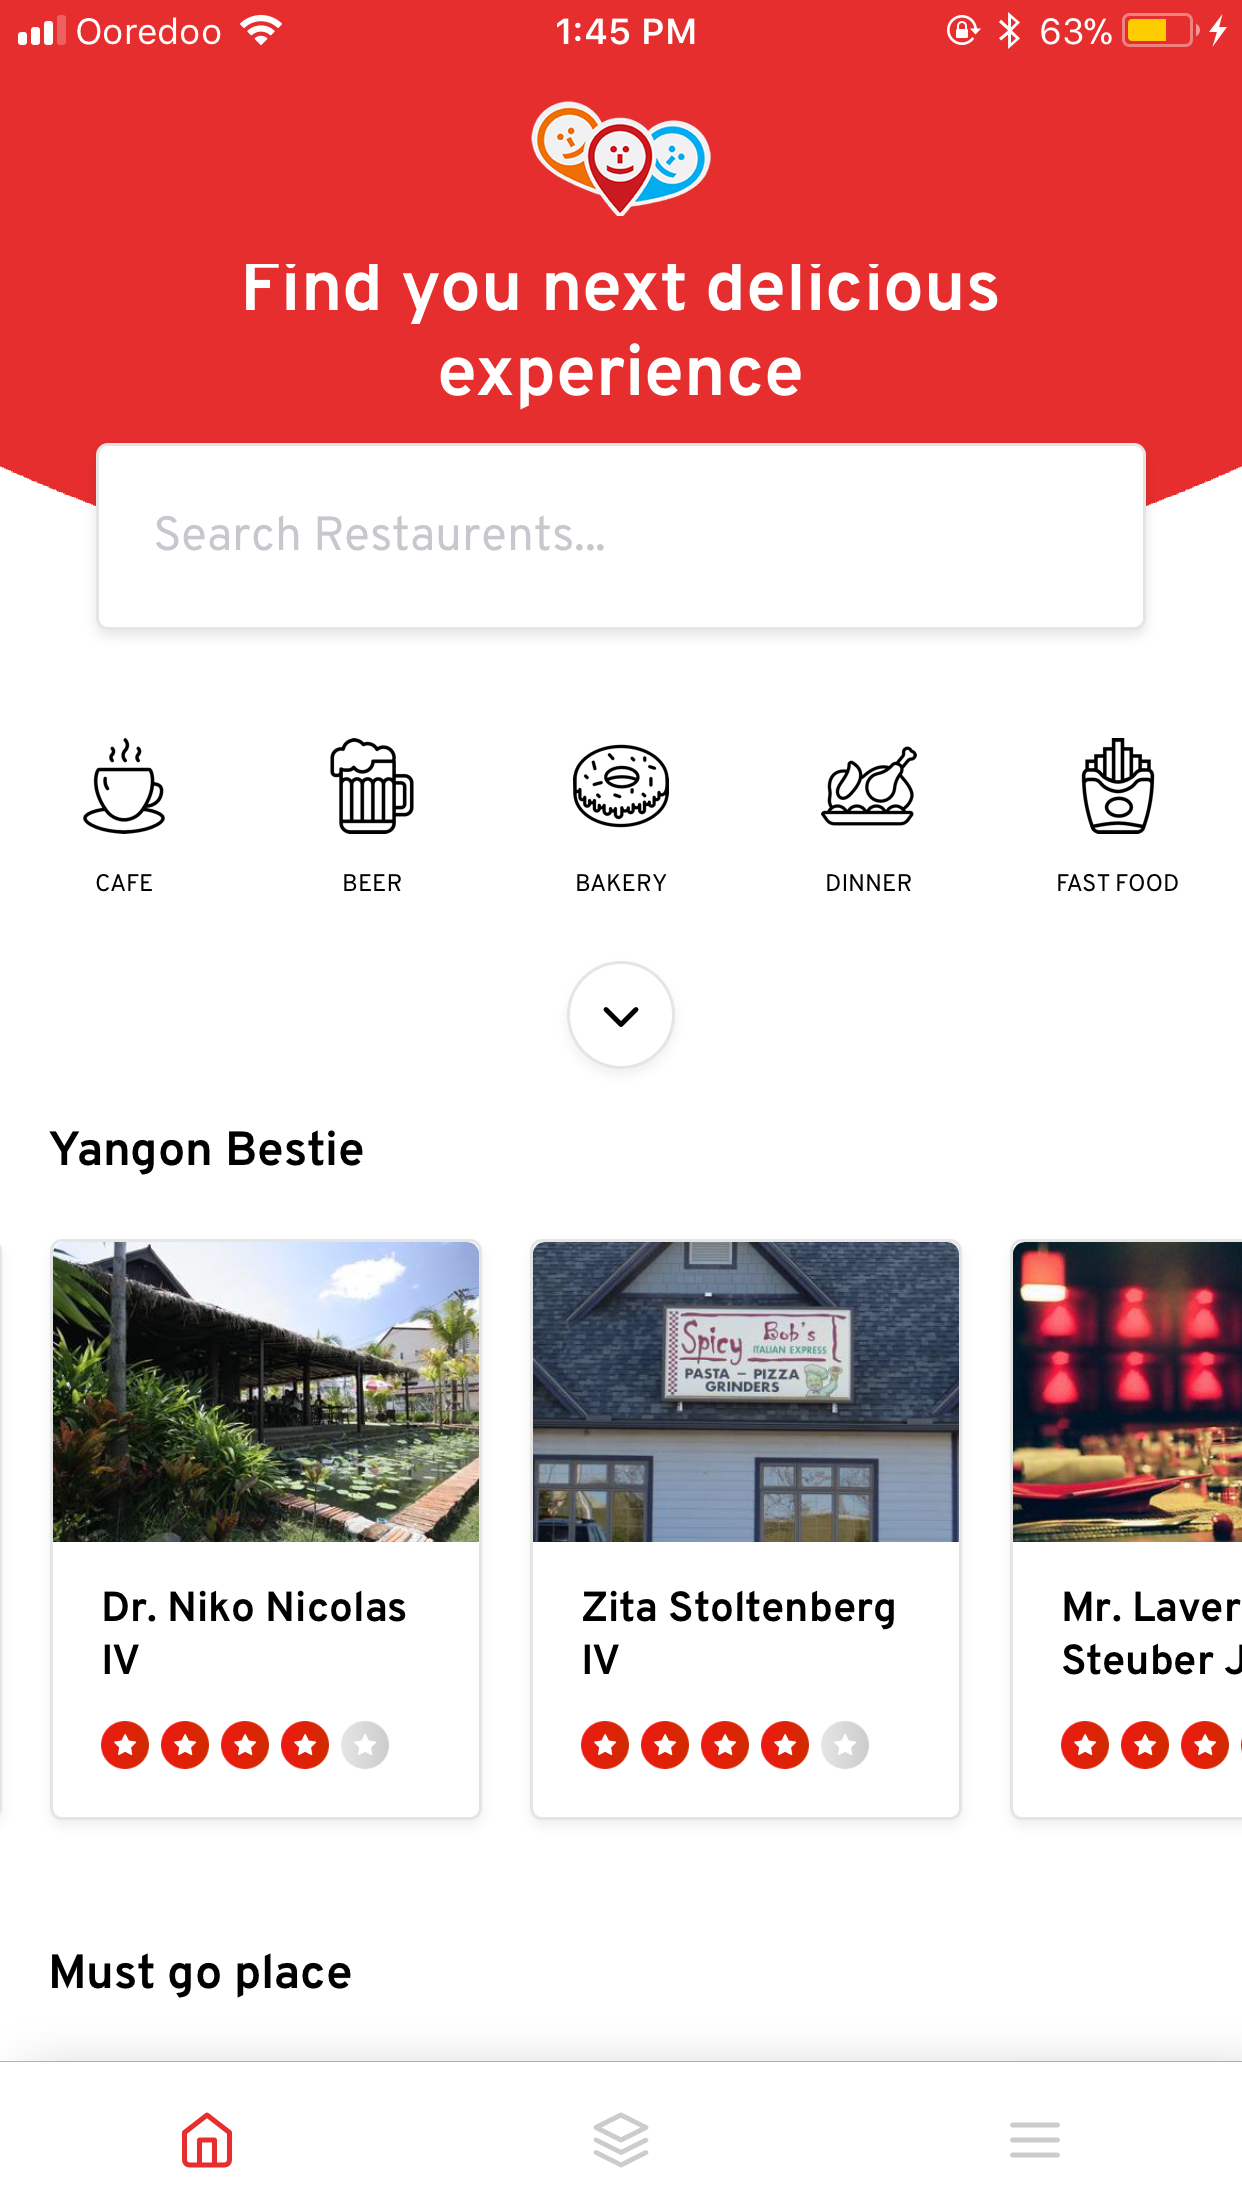 Ooredoo 1:45 PM 63%
Find you next delicious
experience
Search Restaurents...
CAFE BEER BAKERY DINNER FAST FOOD
Yangon Bestie
Spicy Bob's
ITALIAN EXPRESS
PASTA – PIZZA
GRINDERS
Dr. Niko Nicolas
IV
Zita Stoltenberg
IV
Mr. Laver
Steuber J
Must go place